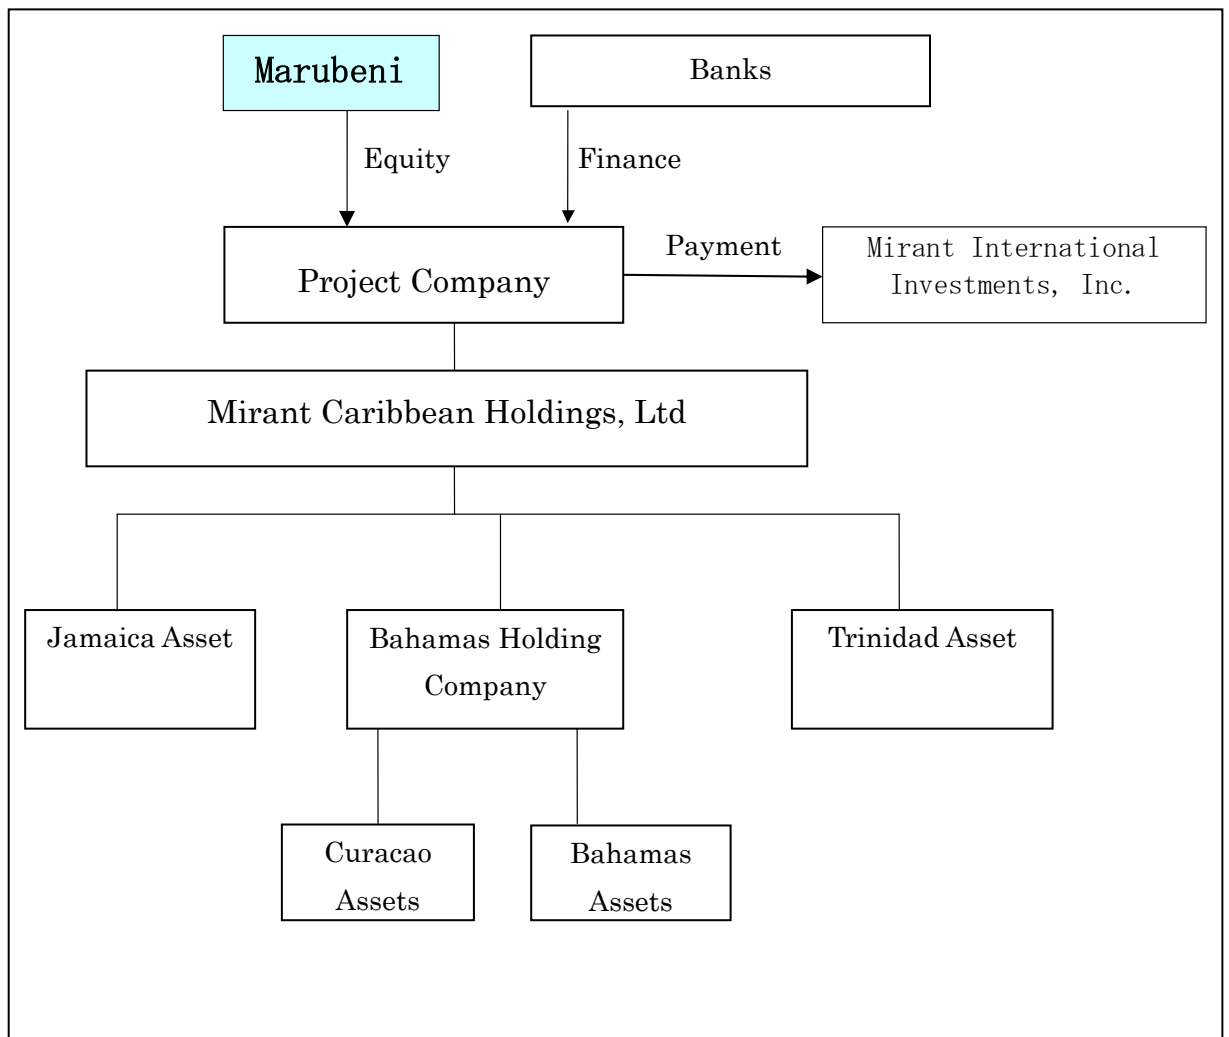 Marubeni
Banks
Equity
Finance
Project Company
Payment
Mirant International
Investments, Inc.
Mirant Caribbean Holdings, Ltd
Jamaica Asset
Bahamas Holding
Company
Trinidad Asset
Curacao
Assets
Bahamas
Assets